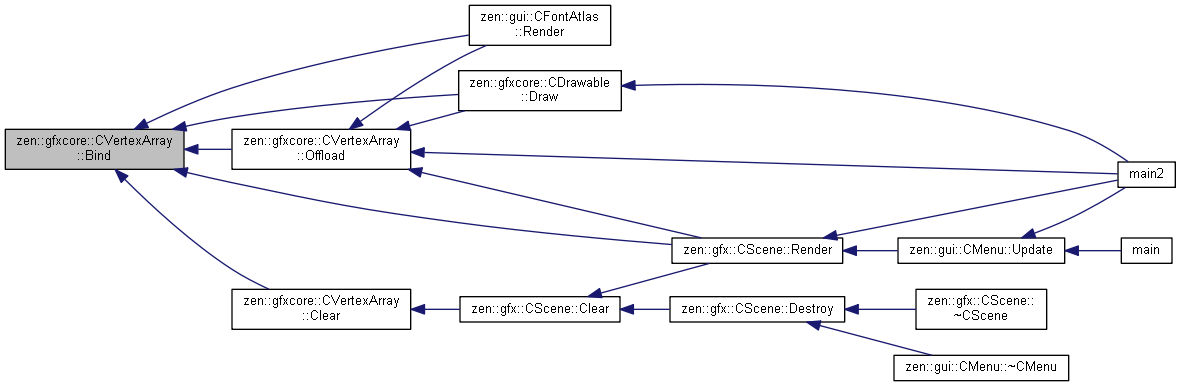 zen::gui::CFontAtlas
::Render
zen::gfxcore::CDrawable
::Draw
zen::gfxcore::CVertexArray
::Bind
zen::gfxcore::CVertexArray
::Offload
main2
zen::gfx::CScene::Render
zen::gui::CMenu::Update
main
zen::gfxcore::CVertexArray
::Clear
zen::gfx::CScene::Clear
zen::gfx::CScene::Destroy
zen::gfx::CScene::
~CScene
zen::gui::CMenu::~CMenu